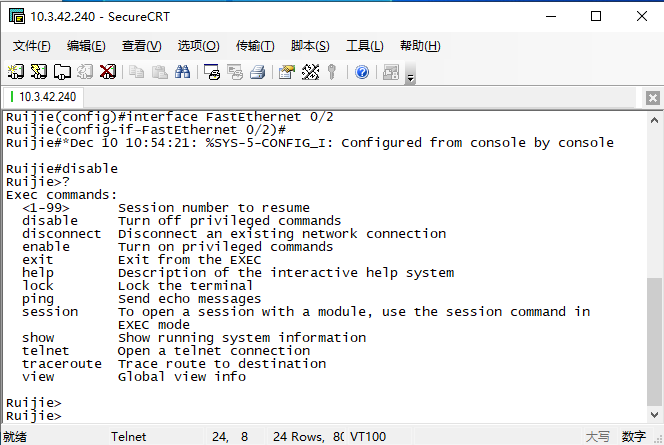 10.3.42.240 - SecureCRT
文件(F) 编辑(E) 查看(V) 选项(O) 传输(T) 脚本(S) 工具(L) 帮助(H)
10.3.42.240
Ruijie(config)#interface FastEthernet 0/2
Ruijie(config-if-FastEthernet 0/2)#
Ruijie#*Dec 10 10:54:21: %SYS-5-CONFIG_I: Configured from console by console
Ruijie#disable
Ruijie>?
Exec commands:
<1-99> Session number to resume
disable Turn off privileged commands
disconnect Disconnect an existing network connection
enable Turn on privileged commands
exit Exit from the EXEC
help Description of the interactive help system
lock Lock the terminal
ping Send echo messages
session To open a session with a module, use the session command in
EXEC mode
show Show running system information
telnet Open a telnet connection
traceroute Trace route to destination
view Global view info
Ruijie>
Ruijie>
就绪 Telnet 24, 8 24 Rows, 80 VT100 大写 数字